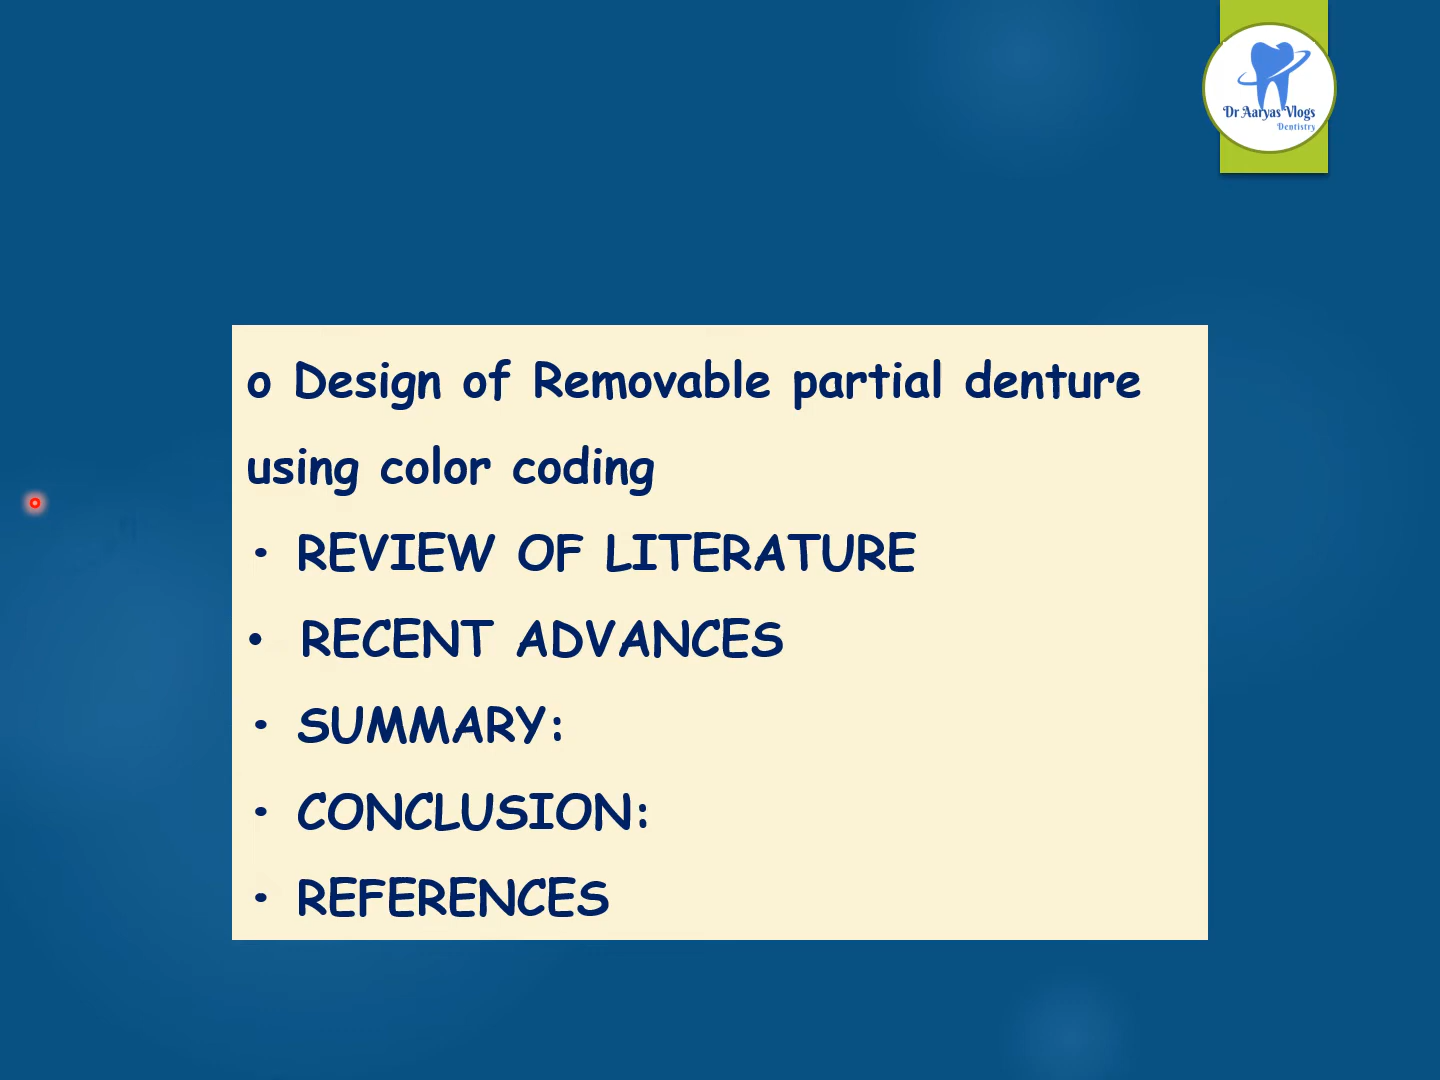 Dr Aaryas Vlogs
Dentistry
o Design of Removable partial denture
using color coding
• REVIEW OF LITERATURE
• RECENT ADVANCES
• SUMMARY:
• CONCLUSION:
• REFERENCES